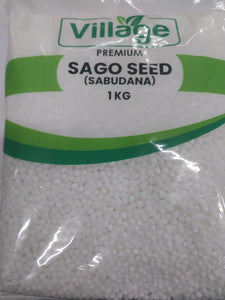 Village
PREMIUM
SAGO SEED
(SABUDANA)
1KG